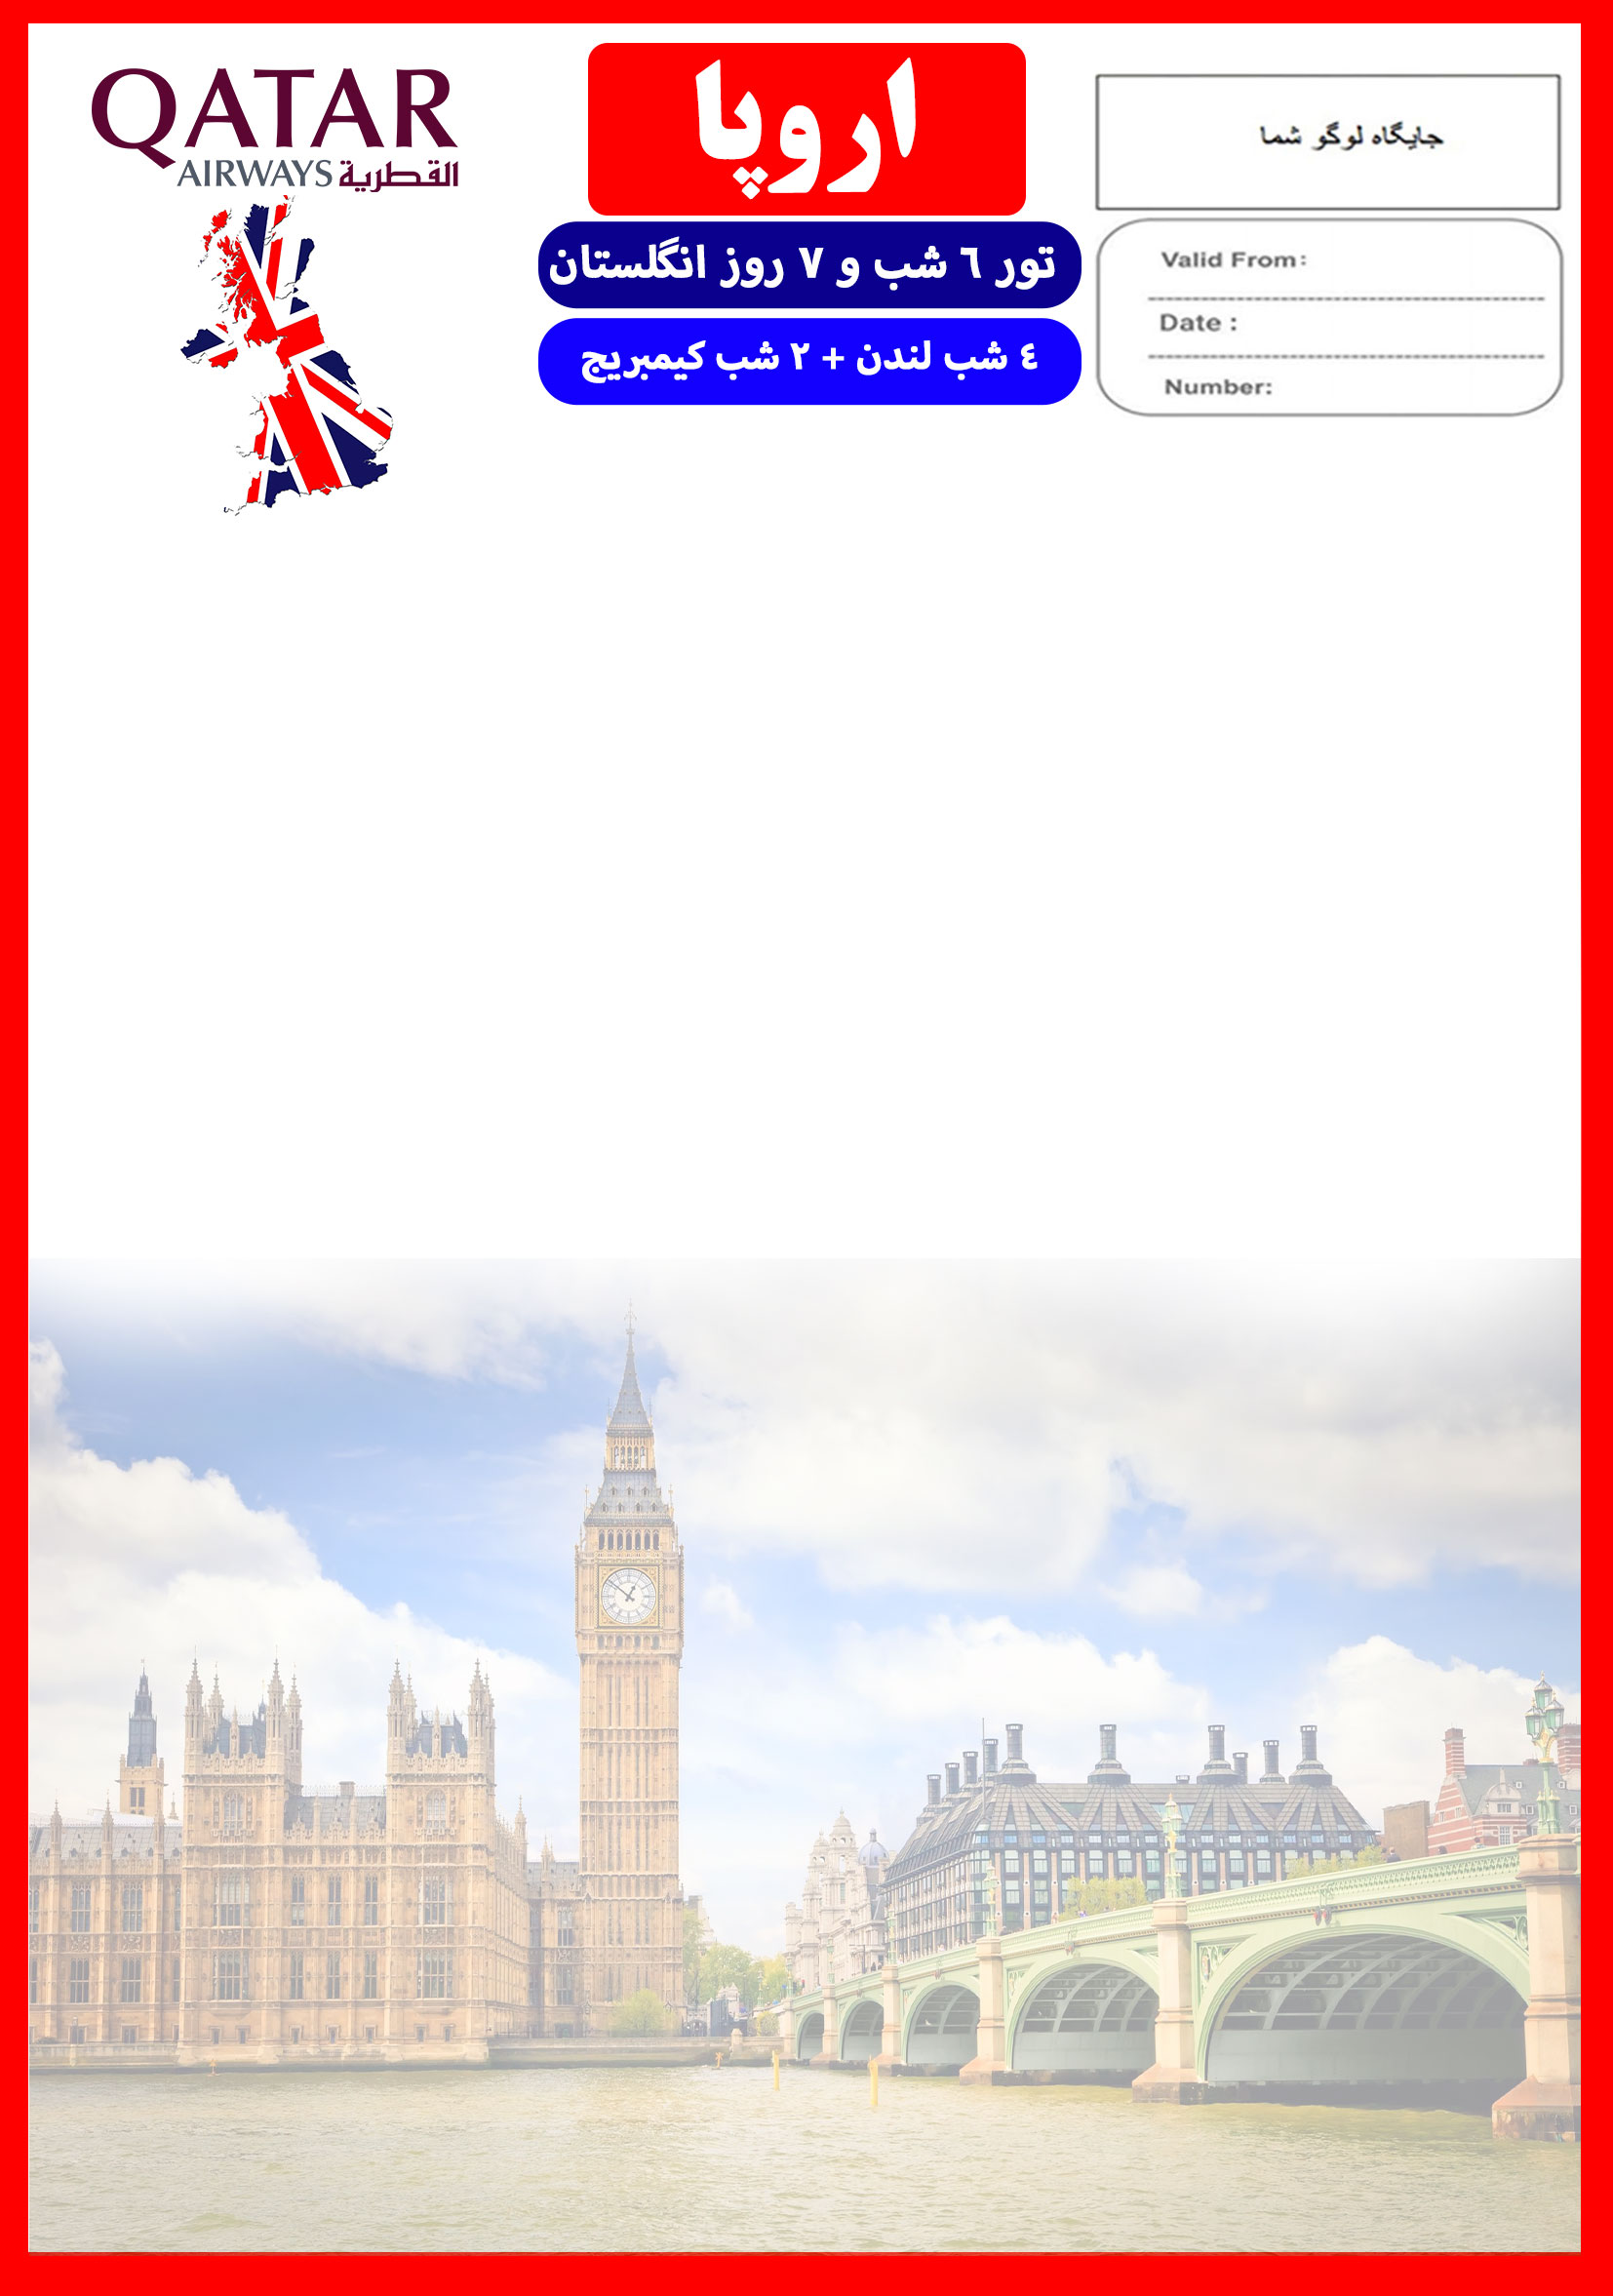 QATAR
AIRWAYS القطرية
اروپا
جایگاه لوگو شما
تور ٦ شب و ٧ روز انگلستان
٤ شب لندن + ٢ شب کیمبریج
Valid From:
Date :
Number: